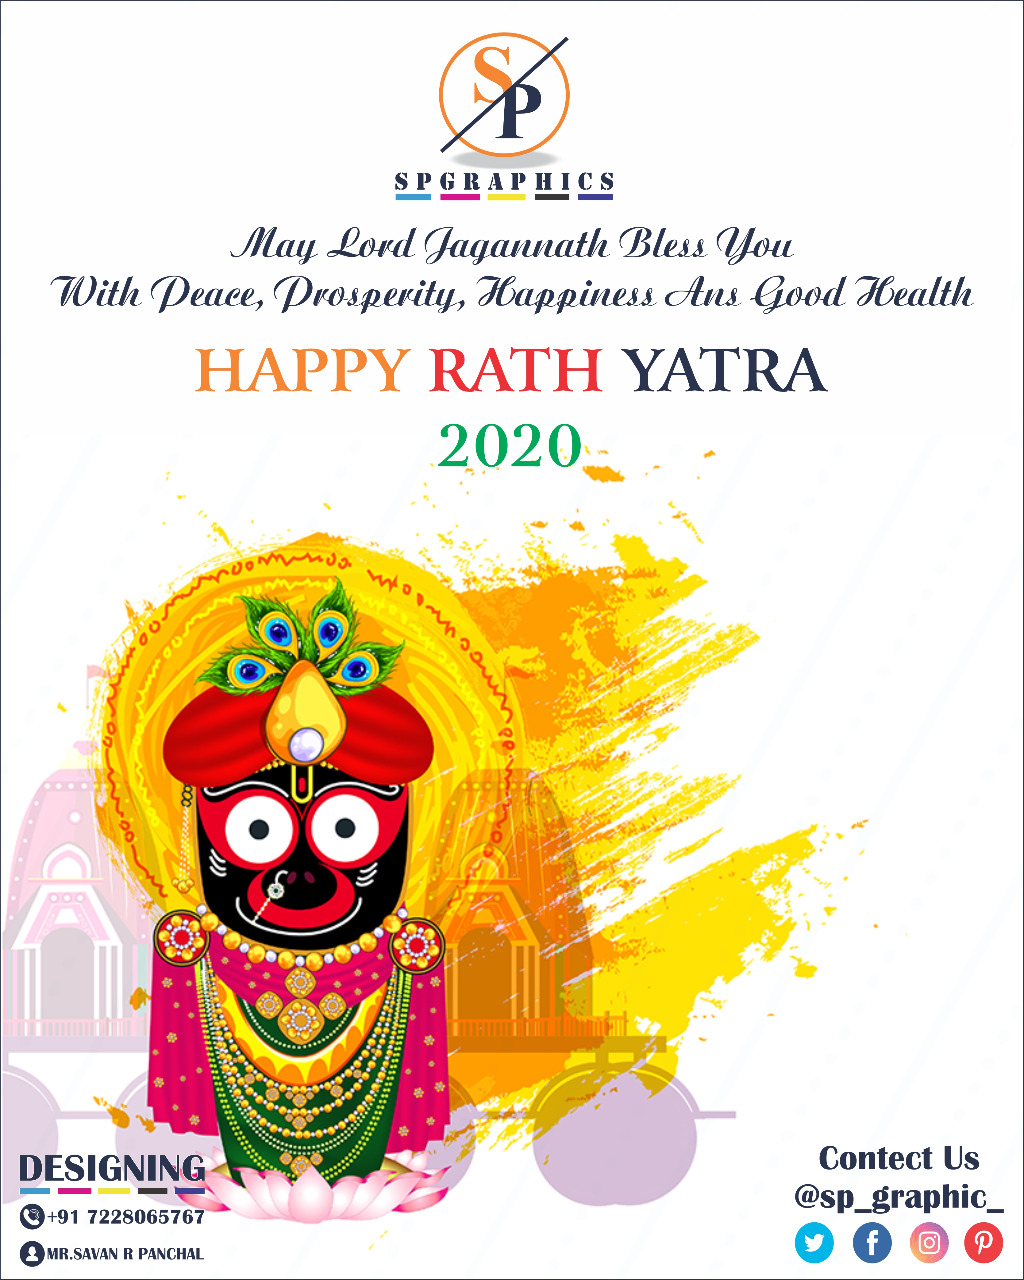 SP
SPGRAPHICS
May Lord Jagannath Bless You
With Peace, Prosperity, Happiness Ans Good Health
HAPPY RATH YATRA
2020
DESIGNING
+91 7228065767
MR.SAVAN R PANCHAL
Contect Us
@sp_graphic_